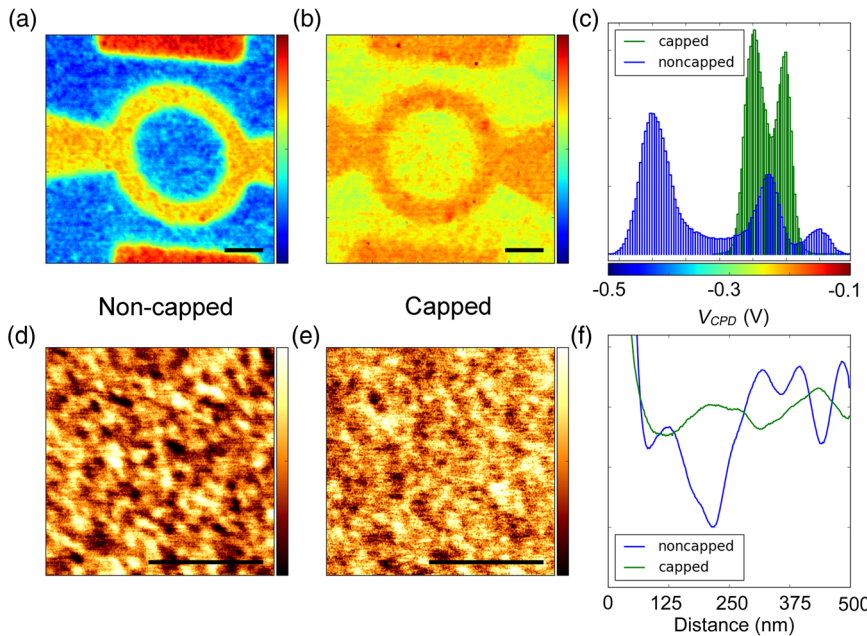 (a)
(b)
(c)
capped
noncapped
-0.5
-0.3
-0.1
V_CPD (V)
Non-capped
Capped
(d)
(e)
(f)
noncapped
capped
0
125
250
375
500
Distance (nm)